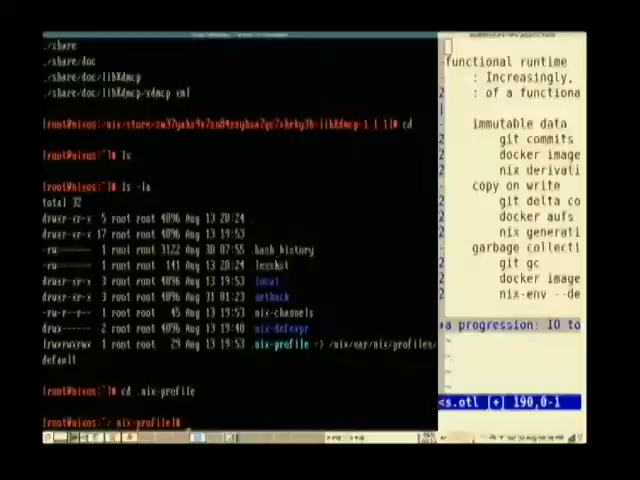 ./share
./share/doc
./share/doc/libXdmcp
./share/doc/libXdmcp/xdmcp xml
cd
[root@nixos:~]# ls
[root@nixos:~]# ls -la
total 32
drwxr-xr-x 5 root root 4096 Aug 13 20:24 .
drwxr-xr-x 17 root root 4096 Aug 13 19:53
-rw------- 1 root root 3122 Aug 30 07:55 .bash_history
-rw------- 1 root root 141 Aug 13 20:24 .lesshst
drwxr-xr-x 3 root root 4096 Aug 13 19:53
drwxr-xr-x 3 root root 4096 Aug 31 01:23
-rw-r--r-- 1 root root 45 Aug 13 19:53 .nix-channels
drwx------ 2 root root 4096 Aug 13 19:40 .nix-defexpr
lrwxrwxrwx 1 root root 29 Aug 13 19:53 .nix-profile -> /nix/var/nix/profiles/
default
[root@nixos:~]# cd .nix-profile
[root@nixos:~/.nix-profile]#
functional runtime
: Increasingly,
: of a functiona
immutable data
git commits
docker image
nix derivati
copy on write
git delta co
docker aufs
nix generati
garbage collecti
git gc
docker image
nix-env --de
+a progression: IO to
<s.otl [+] 190,0-1